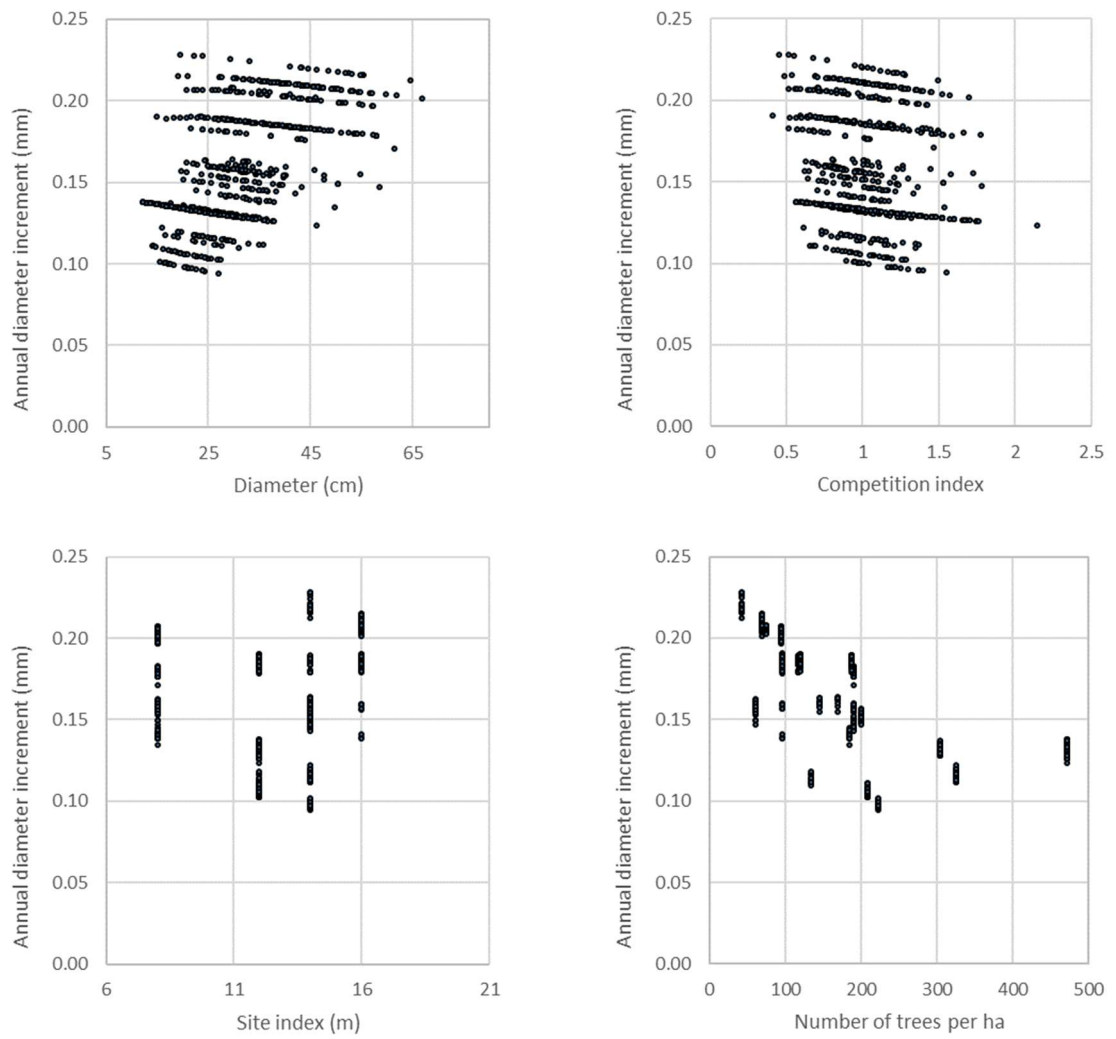 0.25
0.20
0.15
0.10
0.05
0.00
Annual diameter increment (mm)
5 25 45 65
Diameter (cm)
0.25
0.20
0.15
0.10
0.05
0.00
Annual diameter increment (mm)
0 0.5 1 1.5 2 2.5
Competition index
0.25
0.20
0.15
0.10
0.05
0.00
Annual diameter increment (mm)
6 11 16 21
Site index (m)
0.25
0.20
0.15
0.10
0.05
0.00
Annual diameter increment (mm)
0 100 200 300 400 500
Number of trees per ha